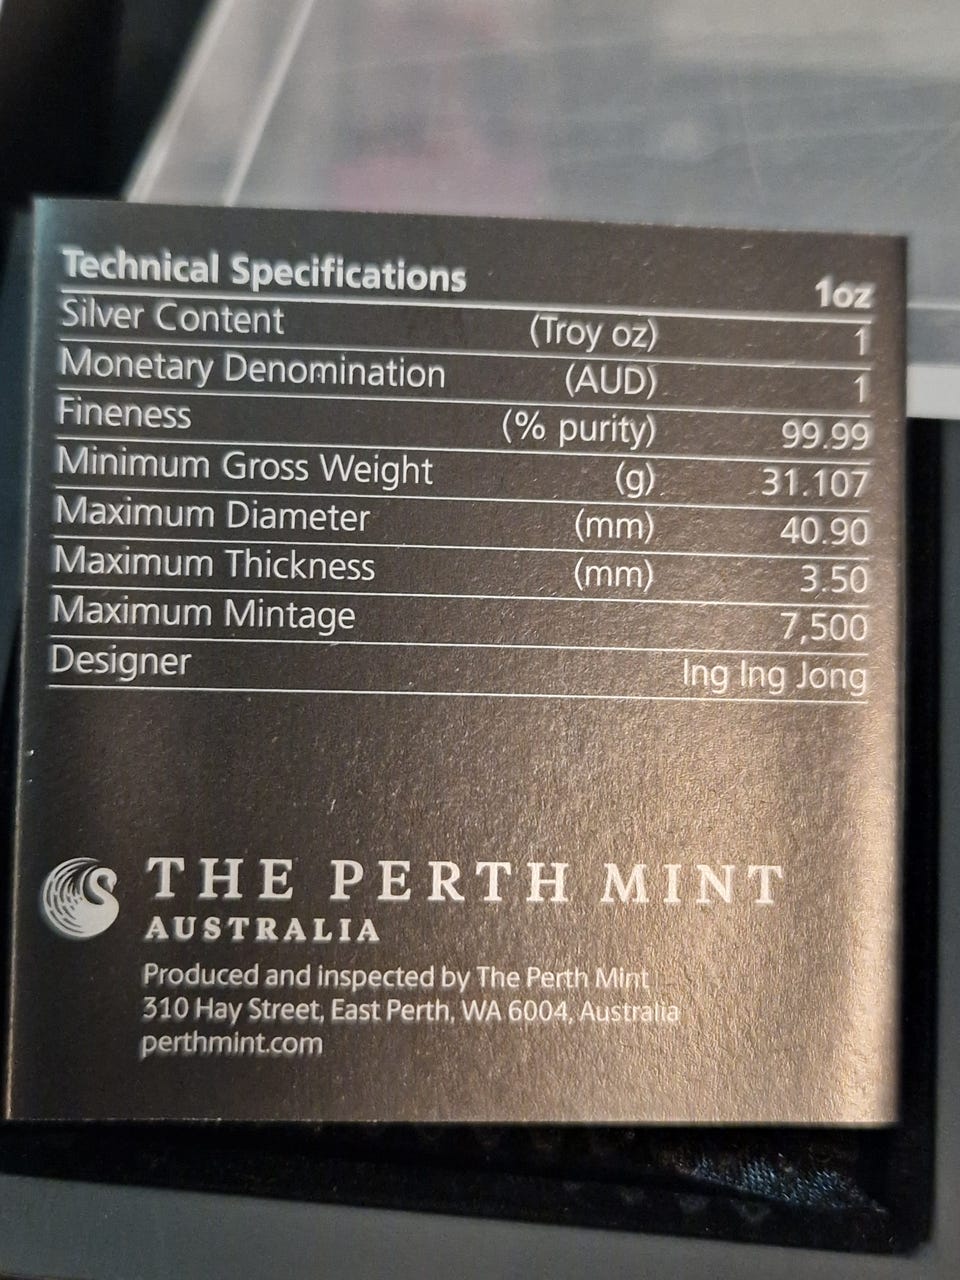 Technical Specifications 1oz
Silver Content (Troy oz) 1
Monetary Denomination (AUD) 1
Fineness (% purity) 99.99
Minimum Gross Weight (g) 31.107
Maximum Diameter (mm) 40.90
Maximum Thickness (mm) 3.50
Maximum Mintage 7,500
Designer Ing Ing Jong
THE PERTH MINT
AUSTRALIA
Produced and inspected by The Perth Mint
310 Hay Street, East Perth, WA 6004, Australia
perthmint.com